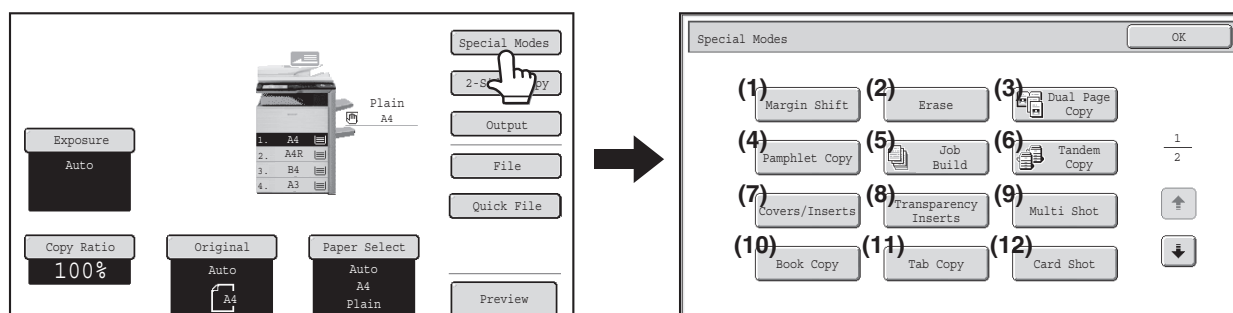 Special Modes
2-S py
Output
File
Quick File
Preview
Plain
A4
1. A4
2. A4R
3. B4
4. A3
Exposure
Auto
Copy Ratio
100%
Original
Auto
A4
Paper Select
Auto
A4
Plain
Special Modes
OK
(1) Margin Shift
(2) Erase
(3) Dual Page
Copy
(4) Pamphlet Copy
(5) Job
Build
(6) Tandem
Copy
(7) Covers/Inserts
(8) Transparency
Inserts
(9) Multi Shot
(10) Book Copy
(11) Tab Copy
(12) Card Shot
1
2